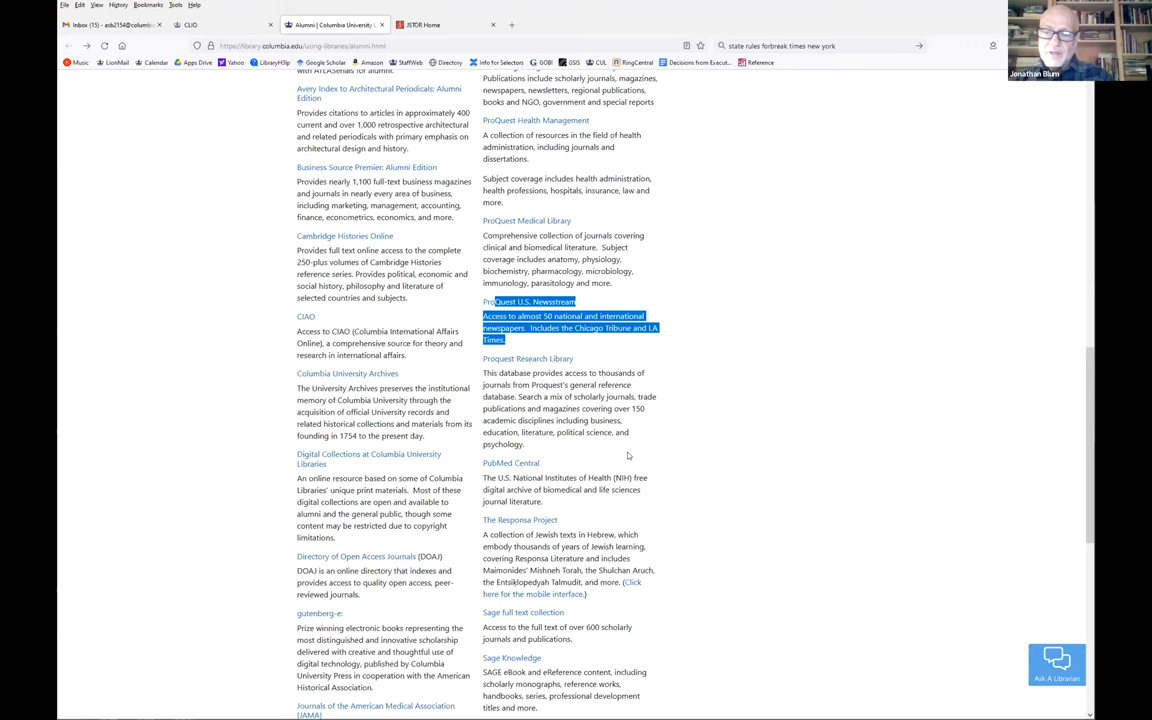 File Edit View History Bookmarks Tools Help
Inbox (15) - asb2154@columbi
CLIO
Alumni | Columbia University L
JSTOR Home
https://library.columbia.edu/using-libraries/alumni.html
state rules forbreak times new york
Music LionMail Calendar Apps Drive Yahoo LibraryH3lp Google Scholar Amazon StaffWeb Directory Info for Selectors GOBI GSIS CUL RingCentral Decisions from Execut... Reference
Jonathan Blum
with ATLASerials for alumni.
Avery Index to Architectural Periodicals: Alumni
Edition
Provides citations to articles in approximately 400
current and over 1,000 retrospective architectural
and related periodicals with primary emphasis on
architectural design and history.
Business Source Premier: Alumni Edition
Provides nearly 1,100 full-text business magazines
and journals in nearly every area of business,
including marketing, management, accounting,
finance, econometrics, economics, and more.
Cambridge Histories Online
Provides full text online access to the complete
250-plus volumes of Cambridge Histories
reference series. Provides political, economic and
social history, philosophy and literature of
selected countries and subjects.
CIAO
Access to CIAO (Columbia International Affairs
Online), a comprehensive source for theory and
research in international affairs.
Columbia University Archives
The University Archives preserves the institutional
memory of Columbia University through the
acquisition of official University records and
related historical collections and materials from its
founding in 1754 to the present day.
Digital Collections at Columbia University
Libraries
An online resource based on some of Columbia
Libraries' unique print materials. Most of these
digital collections are open and available to
alumni and the general public, though some
content may be restricted due to copyright
limitations.
Directory of Open Access Journals (DOAJ)
DOAJ is an online directory that indexes and
provides access to quality open access, peer-
reviewed journals.
gutenberg-e:
Prize winning electronic books representing the
most distinguished and innovative scholarship
delivered with creative and thoughtful use of
digital technology, published by Columbia
University Press in cooperation with the American
Historical Association.
Journals of the American Medical Association
[JAMA]
Publications include scholarly journals, magazines,
newspapers, newsletters, regional publications,
books and NGO, government and special reports
ProQuest Health Management
A collection of resources in the field of health
administration, including journals and
dissertations.
Subject coverage includes health administration,
health professions, hospitals, insurance, law and
more.
ProQuest Medical Library
Comprehensive collection of journals covering
clinical and biomedical literature. Subject
coverage includes anatomy, physiology,
biochemistry, pharmacology, microbiology,
immunology, parasitology and more.
ProQuest U.S. Newsstream
Access to almost 50 national and international
newspapers. Includes the Chicago Tribune and LA
Times.
Proquest Research Library
This database provides access to thousands of
journals from Proquest's general reference
database. Search a mix of scholarly journals, trade
publications and magazines covering over 150
academic disciplines including business,
education, literature, political science, and
psychology.
PubMed Central
The U.S. National Institutes of Health (NIH) free
digital archive of biomedical and life sciences
journal literature.
The Responsa Project
A collection of Jewish texts in Hebrew, which
embody thousands of years of Jewish learning,
covering Responsa Literature and includes
Maimonides' Mishneh Torah, the Shulchan Aruch,
the Entsiḳlopedyah Talmudit, and more. (Click
here for the mobile interface.)
Sage full text collection
Access to the full text of over 600 scholarly
journals and publications.
Sage Knowledge
SAGE eBook and eReference content, including
scholarly monographs, reference works,
handbooks, series, professional development
titles and more.
Ask A Librarian